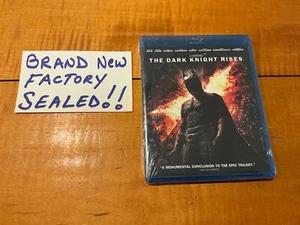 BRAND NEW
FACTORY
SEALED!!
THE DARK KNIGHT RISES
"A MONUMENTAL CONCLUSION TO THE EPIC TRILOGY."